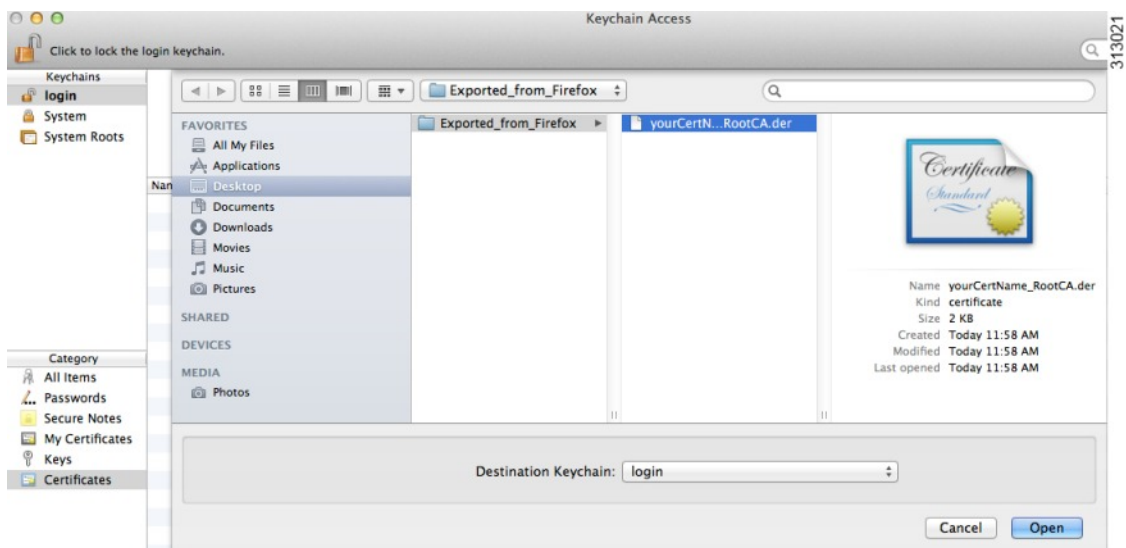 Keychain Access
Click to lock the login keychain.
313021
Keychains
login
System
System Roots
Nan
Exported_from_Firefox
FAVORITES
All My Files
Applications
Desktop
Documents
Downloads
Movies
Music
Pictures
SHARED
DEVICES
MEDIA
Photos
Exported_from_Firefox
yourCertN...RootCA.der
Certificate
Standard
Name yourCertName_RootCA.der
Kind certificate
Size 2 KB
Created Today 11:58 AM
Modified Today 11:58 AM
Last opened Today 11:58 AM
Category
All Items
Passwords
Secure Notes
My Certificates
Keys
Certificates
Destination Keychain: login
Cancel Open